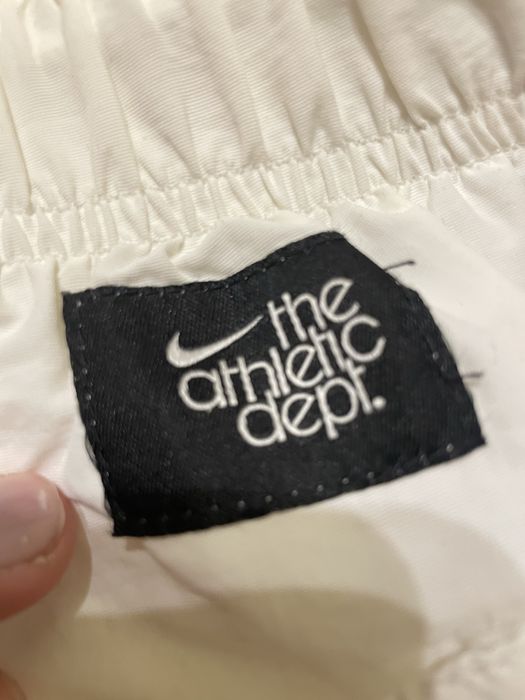 the
athletic
dept.